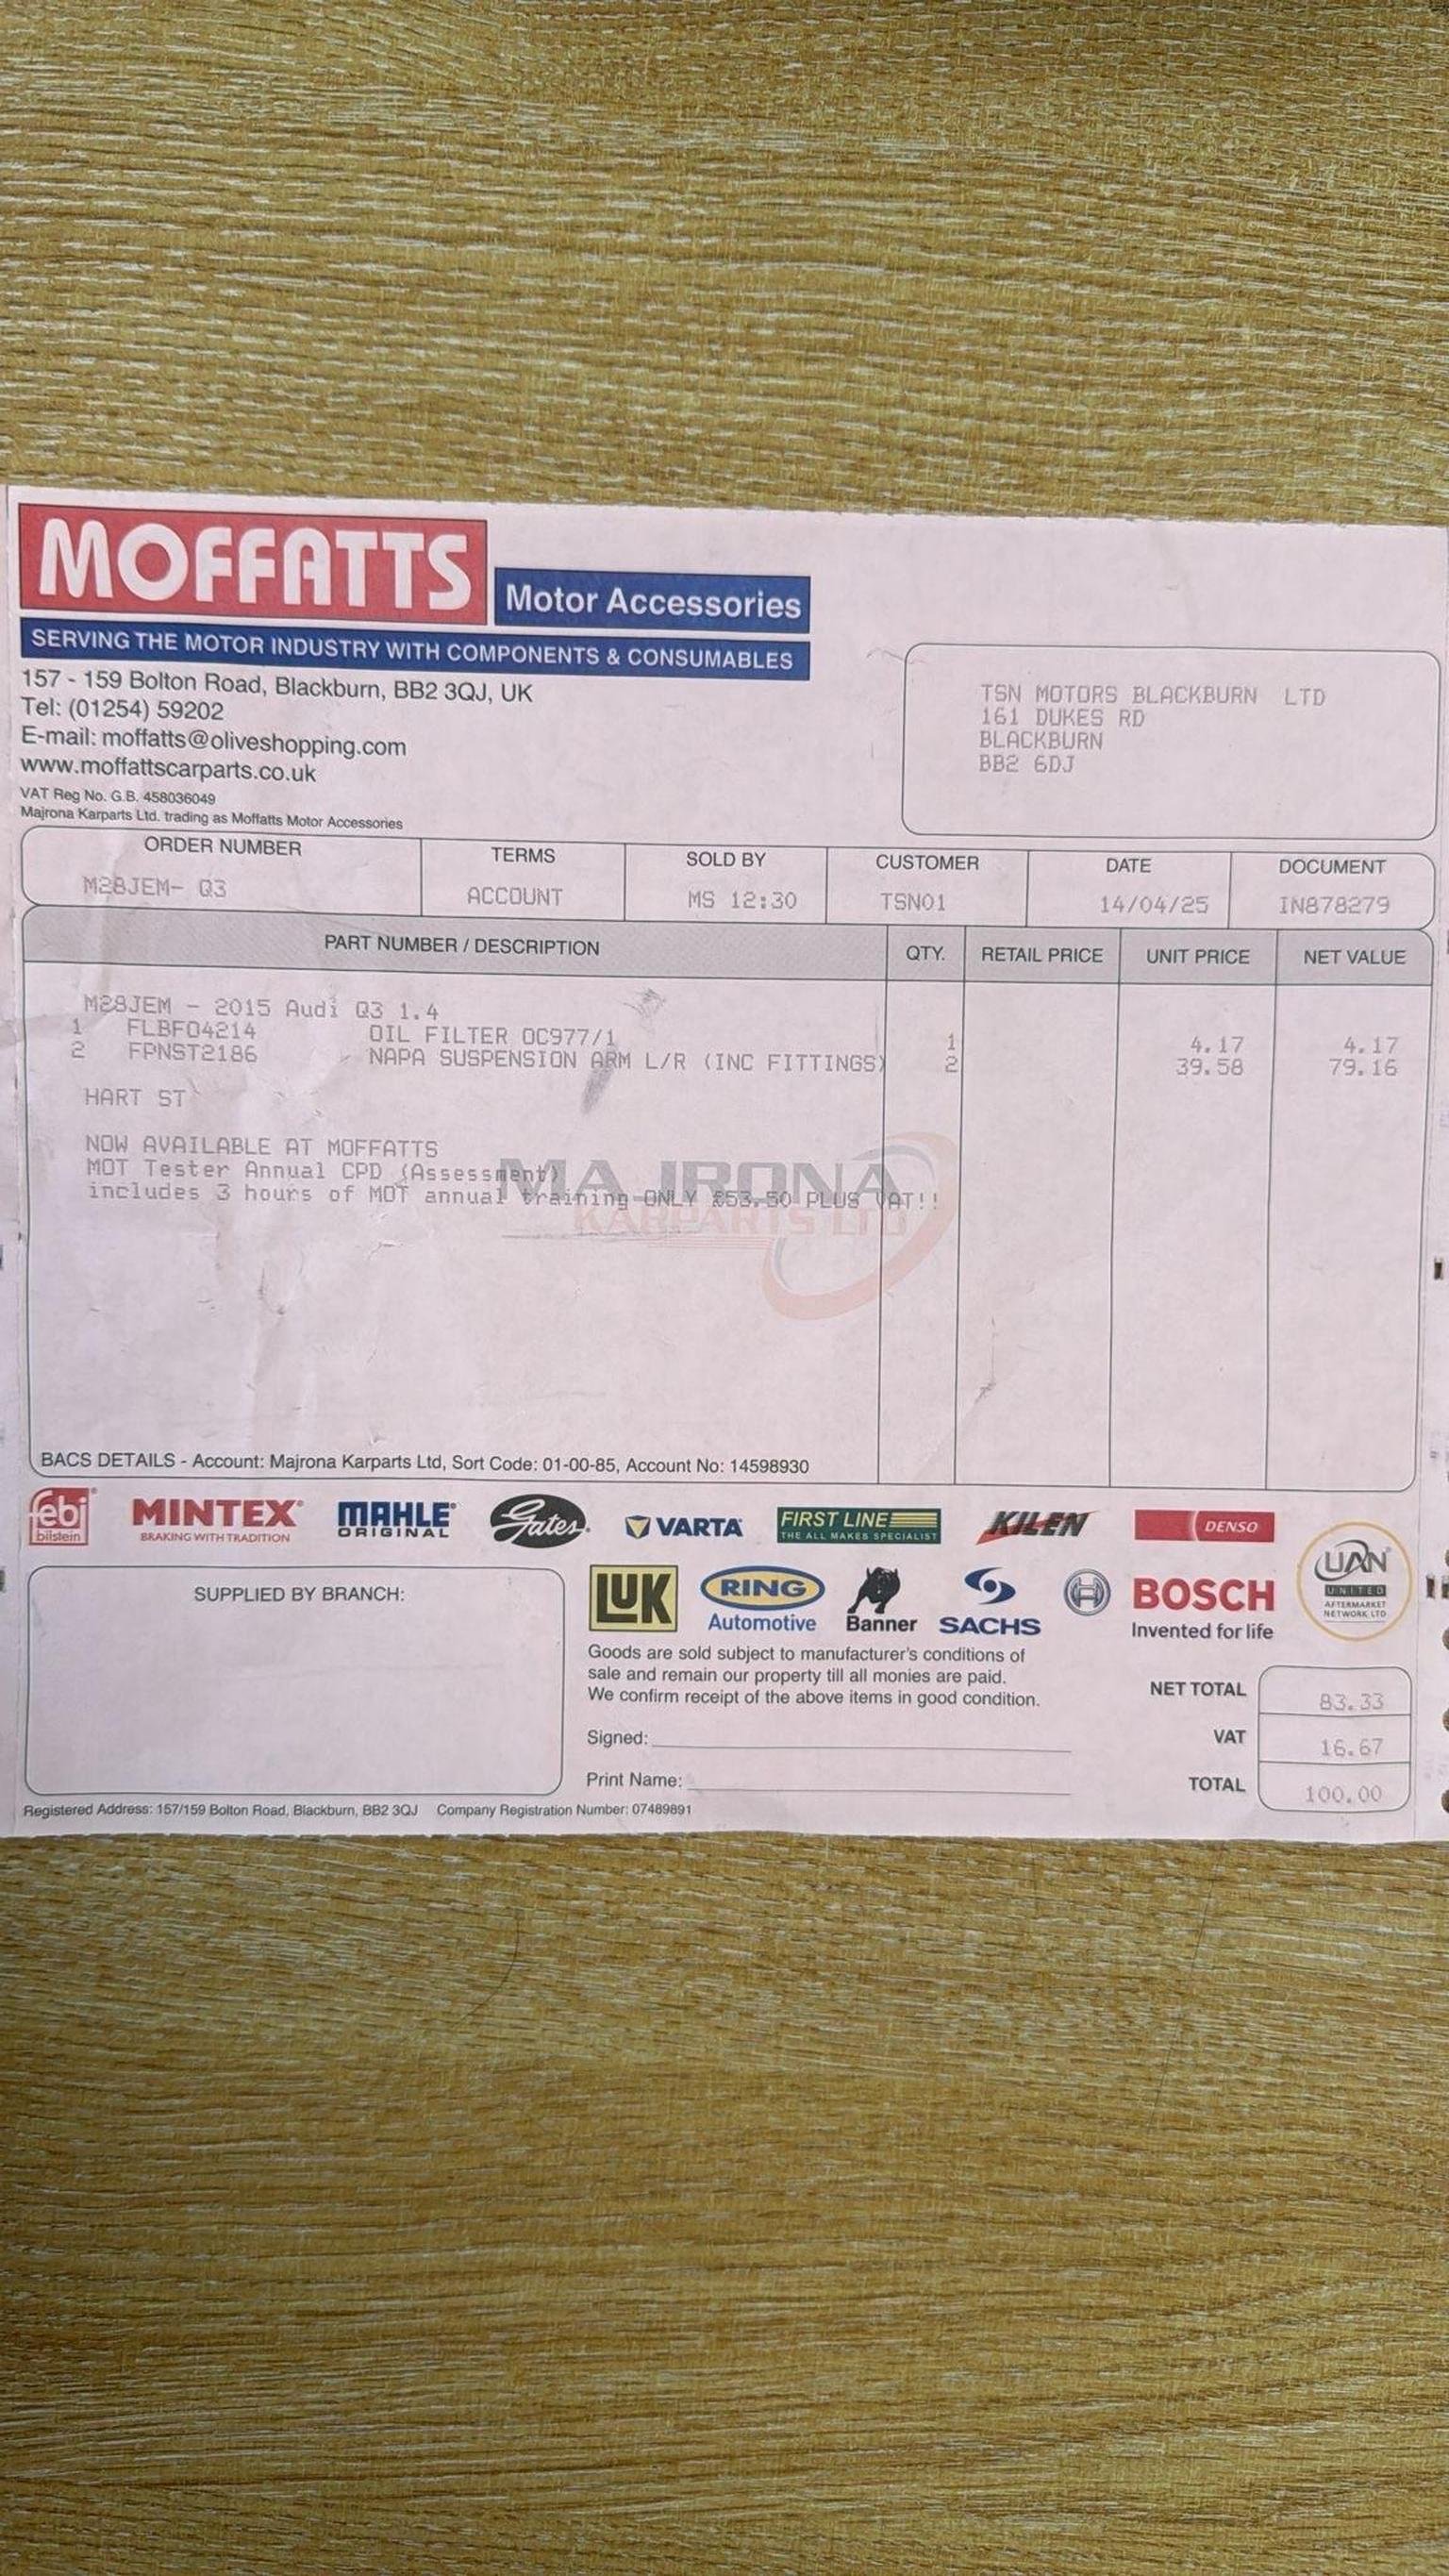 MOFFATTS
Motor Accessories
SERVING THE MOTOR INDUSTRY WITH COMPONENTS & CONSUMABLES
157 - 159 Bolton Road, Blackburn, BB2 3QJ, UK
Tel: (01254) 59202
E-mail: moffatts@oliveshopping.com
www.moffattscarparts.co.uk
VAT Reg No. G.B. 458036049
Majrona Karparts Ltd. trading as Moffatts Motor Accessories
TSN MOTORS BLACKBURN LTD
161 DUKES RD
BLACKBURN
BB2 6DJ
ORDER NUMBER TERMS SOLD BY CUSTOMER DATE DOCUMENT
M28JEM- Q3 ACCOUNT MS 12:30 TSN01 14/04/25 IN878279
PART NUMBER / DESCRIPTION QTY. RETAIL PRICE UNIT PRICE NET VALUE
M28JEM - 2015 Audi Q3 1.4
1 FLBF04214 OIL FILTER OC977/1 1 4.17 4.17
2 FPNST2186 NAPA SUSPENSION ARM L/R (INC FITTINGS) 2 39.58 79.16
HART ST
NOW AVAILABLE AT MOFFATTS
MOT Tester Annual CPD (Assessment)
includes 3 hours of MOT annual training ONLY £53.50 PLUS VAT!!
MAJRONA
KARPARTS LTD
BACS DETAILS - Account: Majrona Karparts Ltd, Sort Code: 01-00-85, Account No: 14598930
febi
bilstein
MINTEX
BRAKING WITH TRADITION
MAHLE
ORIGINAL
Gates
VARTA
FIRST LINE
THE ALL MAKES SPECIALIST
KILEN
DENSO
UAN
UNITED
AFTERMARKET
NETWORK LTD
SUPPLIED BY BRANCH:
LUK
RING
Automotive
Banner
SACHS
BOSCH
Invented for life
Goods are sold subject to manufacturer's conditions of
sale and remain our property till all monies are paid.
We confirm receipt of the above items in good condition.
Signed:
Print Name:
NET TOTAL 83.33
VAT 16.67
TOTAL 100.00
Registered Address: 157/159 Bolton Road, Blackburn, BB2 3QJ Company Registration Number: 07489891